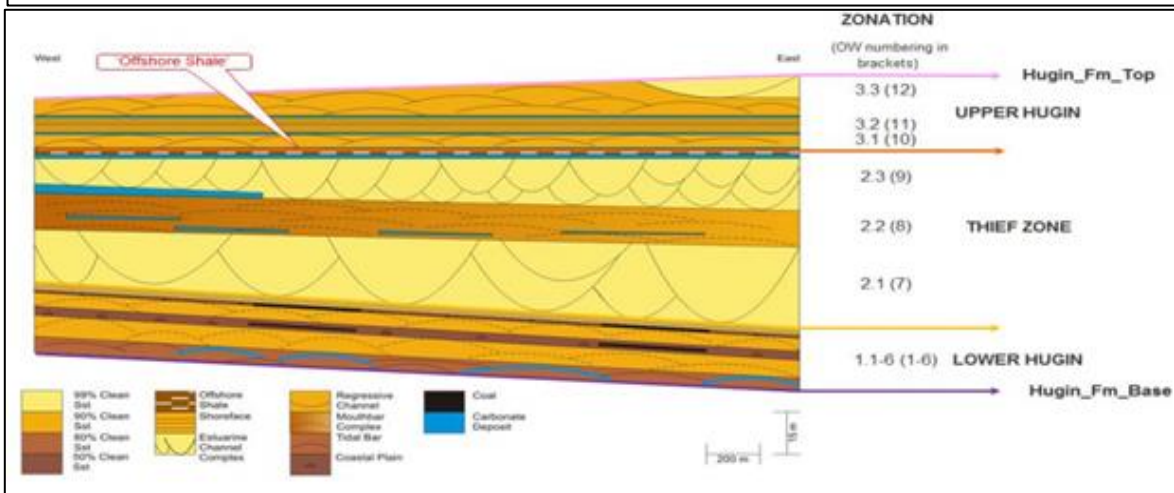 ZONATION
(OW numbering in
brackets)
West
'Offshore Shale'
East
Hugin_Fm_Top
3.3 (12)
UPPER HUGIN
3.2 (11)
3.1 (10)
2.3 (9)
2.2 (8)
THIEF ZONE
2.1 (7)
1.1-6 (1-6)
LOWER HUGIN
Hugin_Fm_Base
99% Clean
Sst
90% Clean
Sst
80% Clean
Sst
50% Clean
Sst
Offshore
Shale
Shoreface
Estuarine
Channel
Complex
Regressive
Channel
Mouthbar
Complex
Tidal Bar
Coastal Plain
Coal
Carbonate
Deposit
200 m
15 m